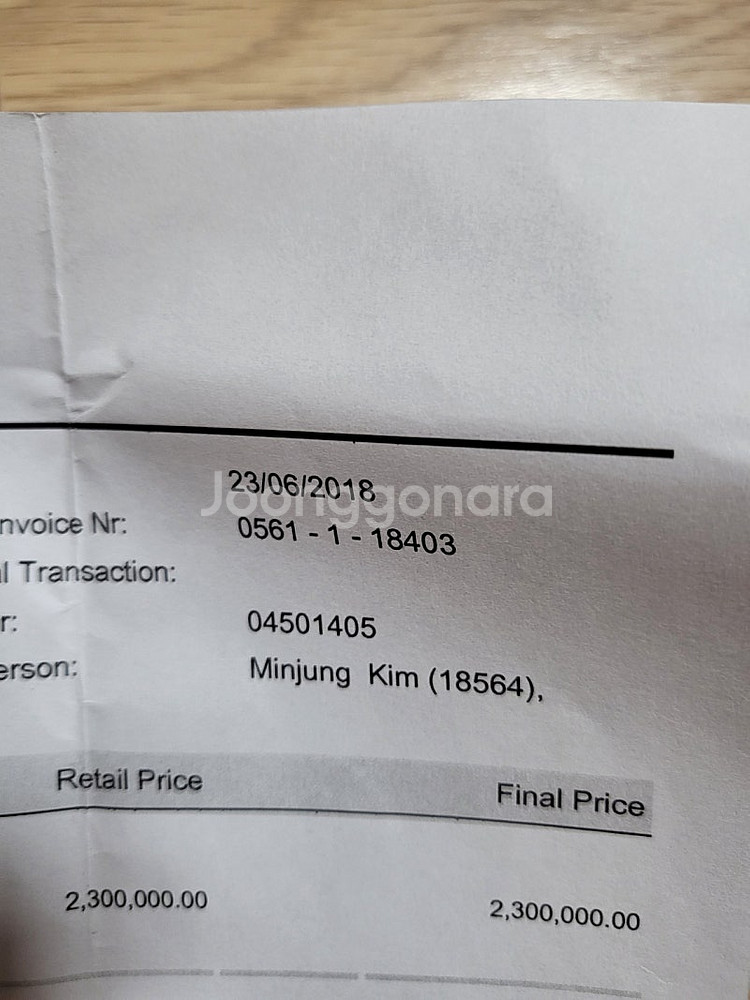 23/06/2018
Joonggonara
nvoice Nr: 0561 - 1 - 18403
l Transaction:
r: 04501405
erson: Minjung Kim (18564),
Retail Price Final Price
2,300,000.00 2,300,000.00